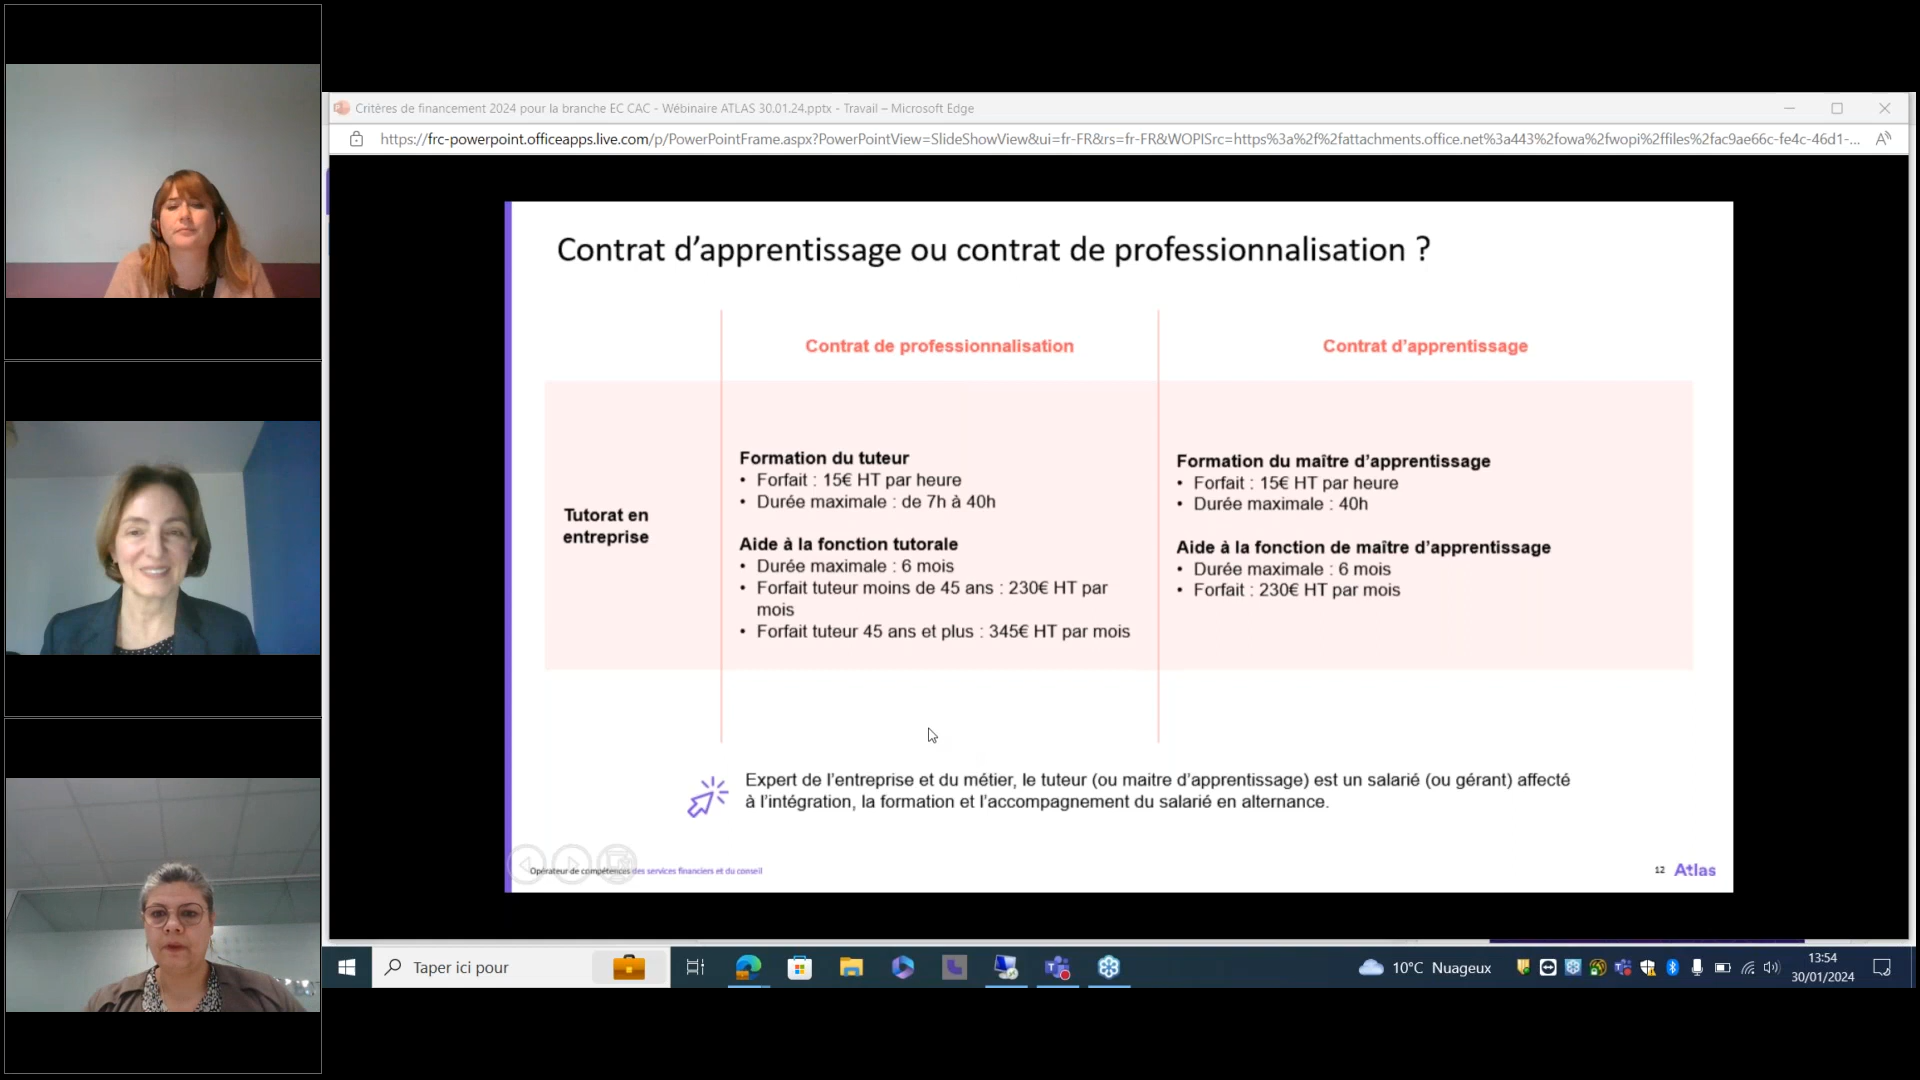 Critères de financement 2024 pour la branche EC CAC - Wébinaire ATLAS 30.01.24.pptx - Travail – Microsoft Edge
https://frc-powerpoint.officeapps.live.com/p/PowerPointFrame.aspx?PowerPointView=SlideShowView&ui=fr-FR&rs=fr-FR&WOPISrc=https%3a%2f%2fattachments.office.net%3a443%2fowa%2fwopi%2ffiles%2fac9ae66c-fe4c-46d1-...
Contrat d’apprentissage ou contrat de professionnalisation ?
Contrat de professionnalisation
Contrat d’apprentissage
Tutorat en
entreprise
Formation du tuteur
• Forfait : 15€ HT par heure
• Durée maximale : de 7h à 40h
Aide à la fonction tutorale
• Durée maximale : 6 mois
• Forfait tuteur moins de 45 ans : 230€ HT par
mois
• Forfait tuteur 45 ans et plus : 345€ HT par mois
Formation du maître d’apprentissage
• Forfait : 15€ HT par heure
• Durée maximale : 40h
Aide à la fonction de maître d’apprentissage
• Durée maximale : 6 mois
• Forfait : 230€ HT par mois
Expert de l’entreprise et du métier, le tuteur (ou maitre d’apprentissage) est un salarié (ou gérant) affecté
à l’intégration, la formation et l’accompagnement du salarié en alternance.
Opérateur de compétences des services financiers et du conseil
12 Atlas
Taper ici pour
10°C Nuageux
13:54
30/01/2024